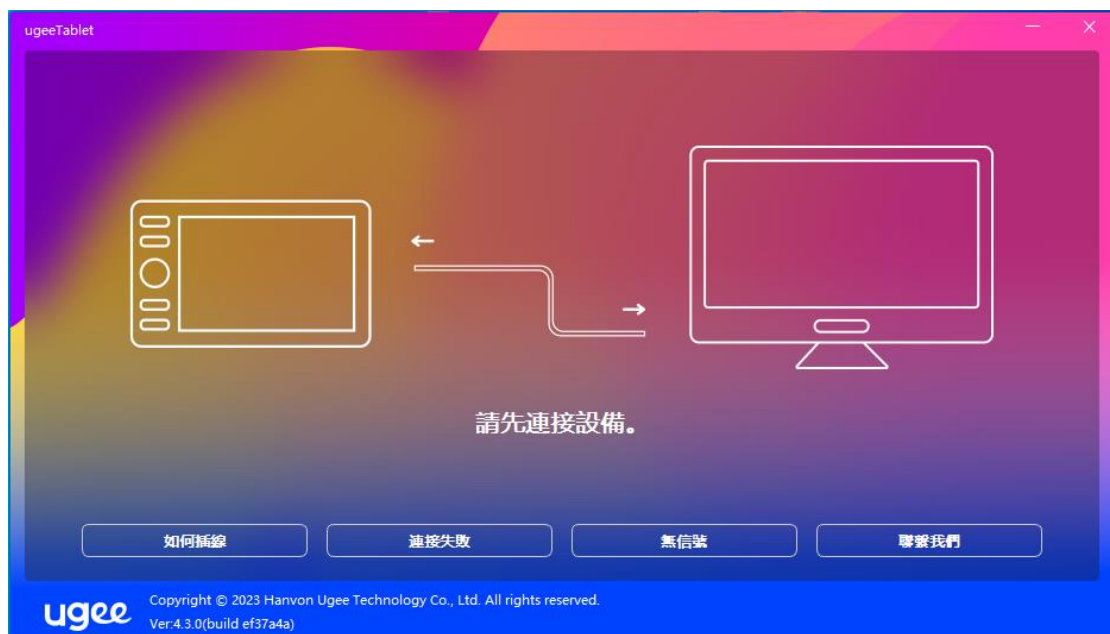 ugeeTablet
請先連接設備。
如何插線
連接失敗
無信號
聯繫我們
ugee
Copyright © 2023 Hanvon Ugee Technology Co., Ltd. All rights reserved.
Ver:4.3.0(build ef37a4a)